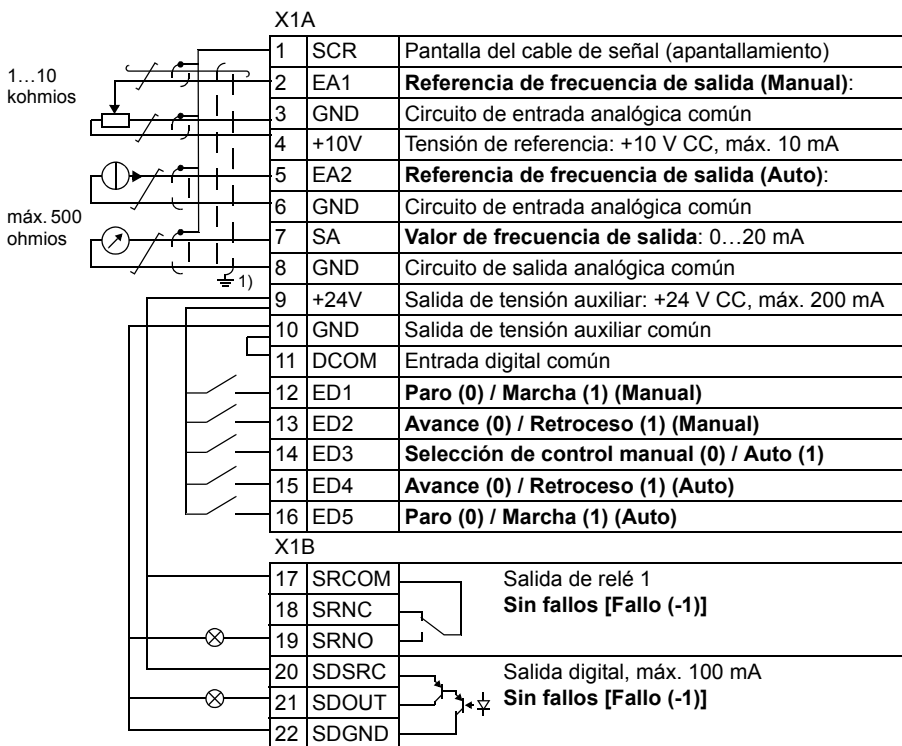 X1A
1 SCR Pantalla del cable de señal (apantallamiento)
1…10 kohmios
2 EA1 Referencia de frecuencia de salida (Manual):
3 GND Circuito de entrada analógica común
4 +10V Tensión de referencia: +10 V CC, máx. 10 mA
5 EA2 Referencia de frecuencia de salida (Auto):
6 GND Circuito de entrada analógica común
máx. 500 ohmios
7 SA Valor de frecuencia de salida: 0…20 mA
8 GND Circuito de salida analógica común
1)
9 +24V Salida de tensión auxiliar: +24 V CC, máx. 200 mA
10 GND Salida de tensión auxiliar común
11 DCOM Entrada digital común
12 ED1 Paro (0) / Marcha (1) (Manual)
13 ED2 Avance (0) / Retroceso (1) (Manual)
14 ED3 Selección de control manual (0) / Auto (1)
15 ED4 Avance (0) / Retroceso (1) (Auto)
16 ED5 Paro (0) / Marcha (1) (Auto)
X1B
17 SRCOM Salida de relé 1
18 SRNC Sin fallos [Fallo (-1)]
19 SRNO
20 SDSRC Salida digital, máx. 100 mA
21 SDOUT Sin fallos [Fallo (-1)]
22 SDGND